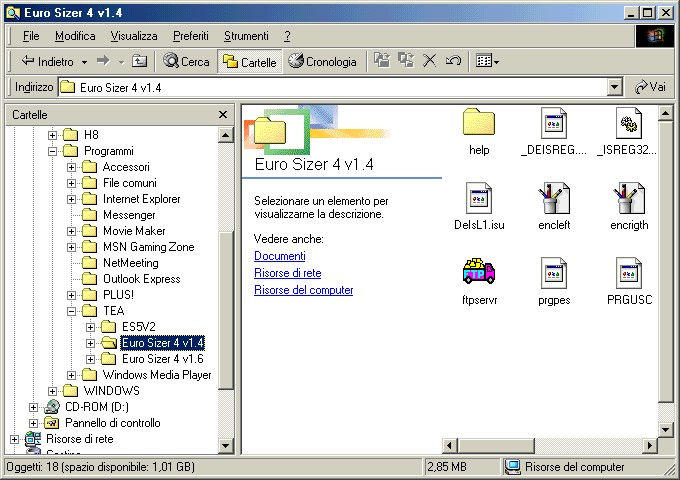 Euro Sizer 4 v1.4
File Modifica Visualizza Preferiti Strumenti ?
Indietro Cerca Cartelle Cronologia
Indirizzo Euro Sizer 4 v1.4 Vai
Cartelle
H8
Programmi
Accessori
File comuni
Internet Explorer
Messenger
Movie Maker
MSN Gaming Zone
NetMeeting
Outlook Express
PLUS!
TEA
ES5V2
Euro Sizer 4 v1.4
Euro Sizer 4 v1.6
Windows Media Player
WINDOWS
CD-ROM (D:)
Pannello di controllo
Risorse di rete
Euro Sizer 4 v1.4
Selezionare un elemento per
visualizzarne la descrizione.
Vedere anche:
Documenti
Risorse di rete
Risorse del computer
help _DEISREG.... _ISREG32...
DeIsL1.isu encleft encrigth
ftpservr prgpes PRGUSC
Oggetti: 18 (spazio disponibile: 1,01 GB) 2,85 MB Risorse del computer